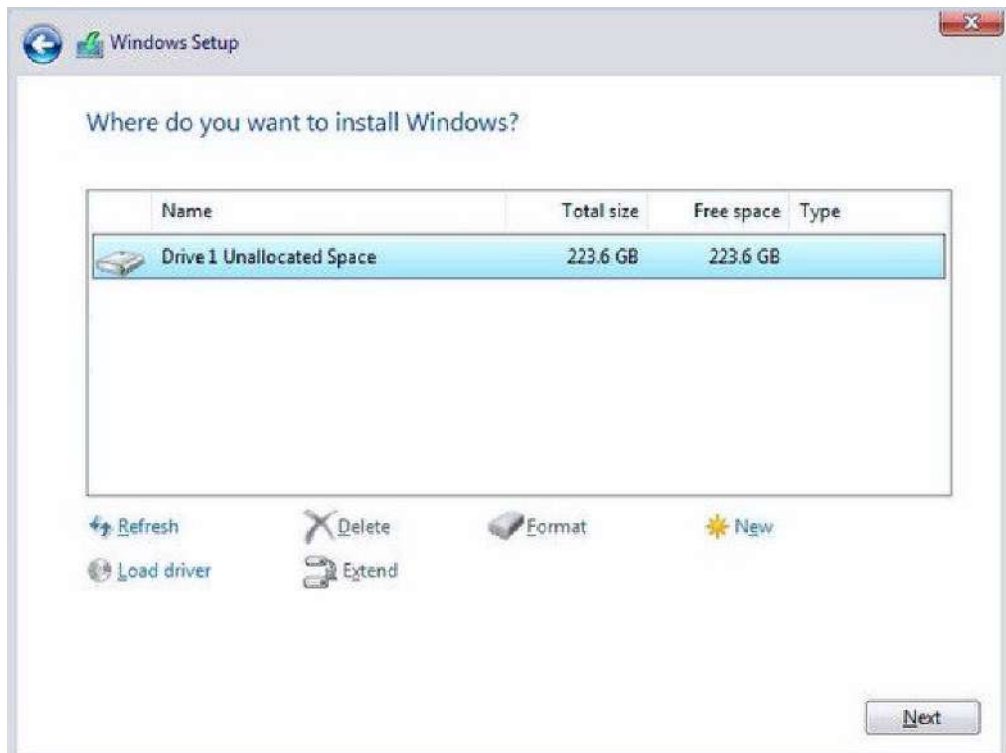 Windows Setup
Where do you want to install Windows?
Name Total size Free space Type
Drive 1 Unallocated Space 223.6 GB 223.6 GB
Refresh Delete Format New
Load driver Extend
Next